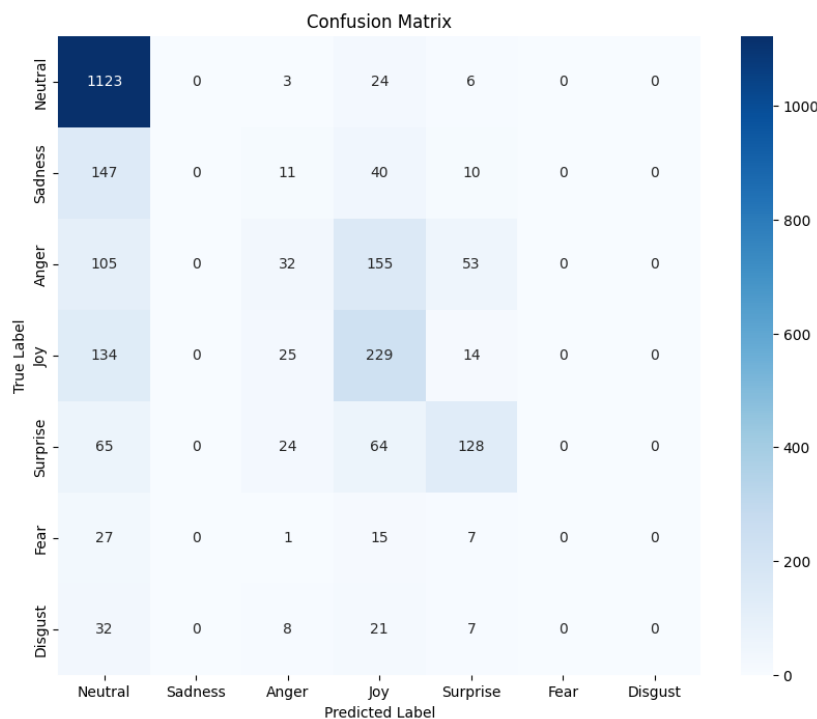 Confusion Matrix
True Label
Neutral 1123 0 3 24 6 0 0
Sadness 147 0 11 40 10 0 0
Anger 105 0 32 155 53 0 0
Joy 134 0 25 229 14 0 0
Surprise 65 0 24 64 128 0 0
Fear 27 0 1 15 7 0 0
Disgust 32 0 8 21 7 0 0
Neutral Sadness Anger Joy Surprise Fear Disgust
Predicted Label
1000
800
600
400
200
0